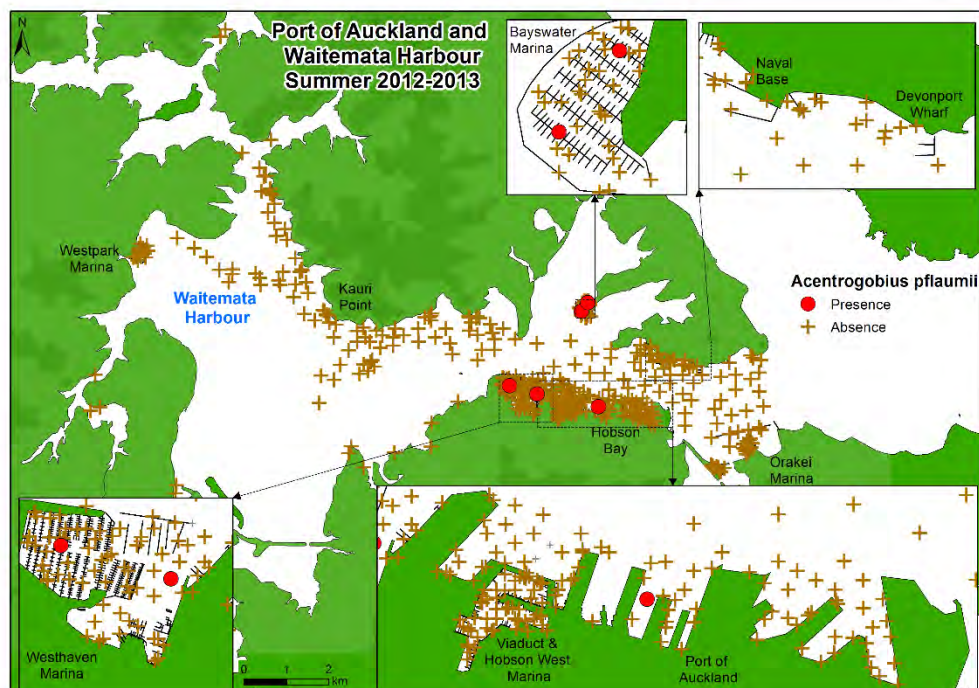 N
Port of Auckland and
Waitemata Harbour
Summer 2012-2013
Bayswater
Marina
Naval
Base
Devonport
Wharf
Westpark
Marina
Waitemata
Harbour
Kauri
Point
Acentrogobius pflaumii
Presence
Absence
Hobson
Bay
Orakei
Marina
Westhaven
Marina
0 1 2
km
Viaduct &
Hobson West
Marina
Port of
Auckland